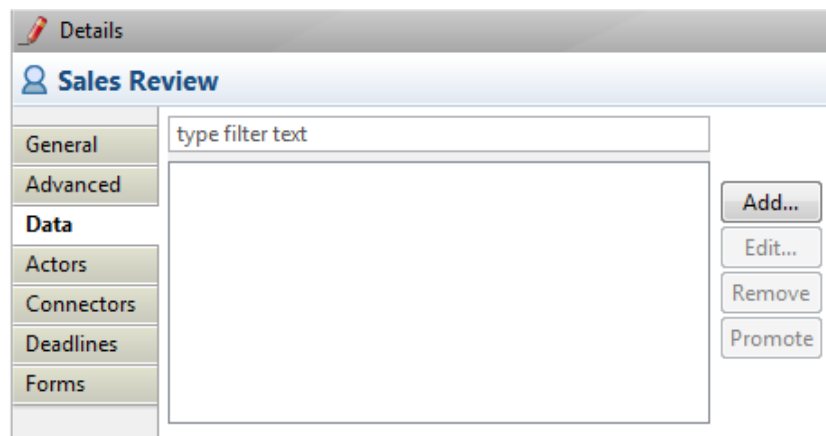 Details
Sales Review
General
Advanced
Data
Actors
Connectors
Deadlines
Forms
type filter text
Add...
Edit...
Remove
Promote